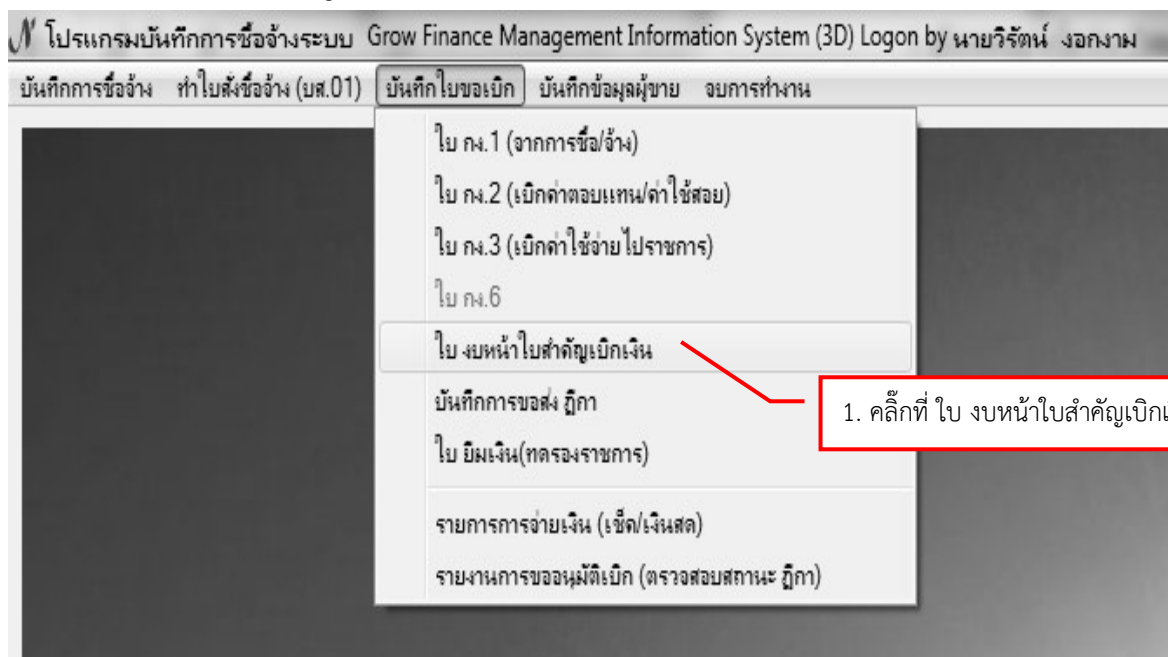 โปรแกรมบันทึกการซื้อจ้างระบบ Grow Finance Management Information System (3D) Logon by นายวิรัตน์ งอกงาม
บันทึกการซื้อจ้าง ทำใบสั่งซื้อจ้าง (บส.01) บันทึกใบขอเบิก บันทึกข้อมูลผู้ขาย จบการทำงาน
ใบ กง.1 (จากการซื้อ/จ้าง)
ใบ กง.2 (เบิกค่าตอบแทน/ค่าใช้สอย)
ใบ กง.3 (เบิกค่าใช้จ่ายไปราชการ)
ใบ กง.6
ใบ งบหน้าใบสำคัญเบิกเงิน
บันทึกการขอส่ง ฎีกา
1. คลิ๊กที่ ใบ งบหน้าใบสำคัญเบิก
ใบ ยืมเงิน(ทดรองราชการ)
รายการการจ่ายเงิน (เช็ค/เงินสด)
รายงานการขออนุมัติเบิก (ตรวจสอบสถานะ ฎีกา)